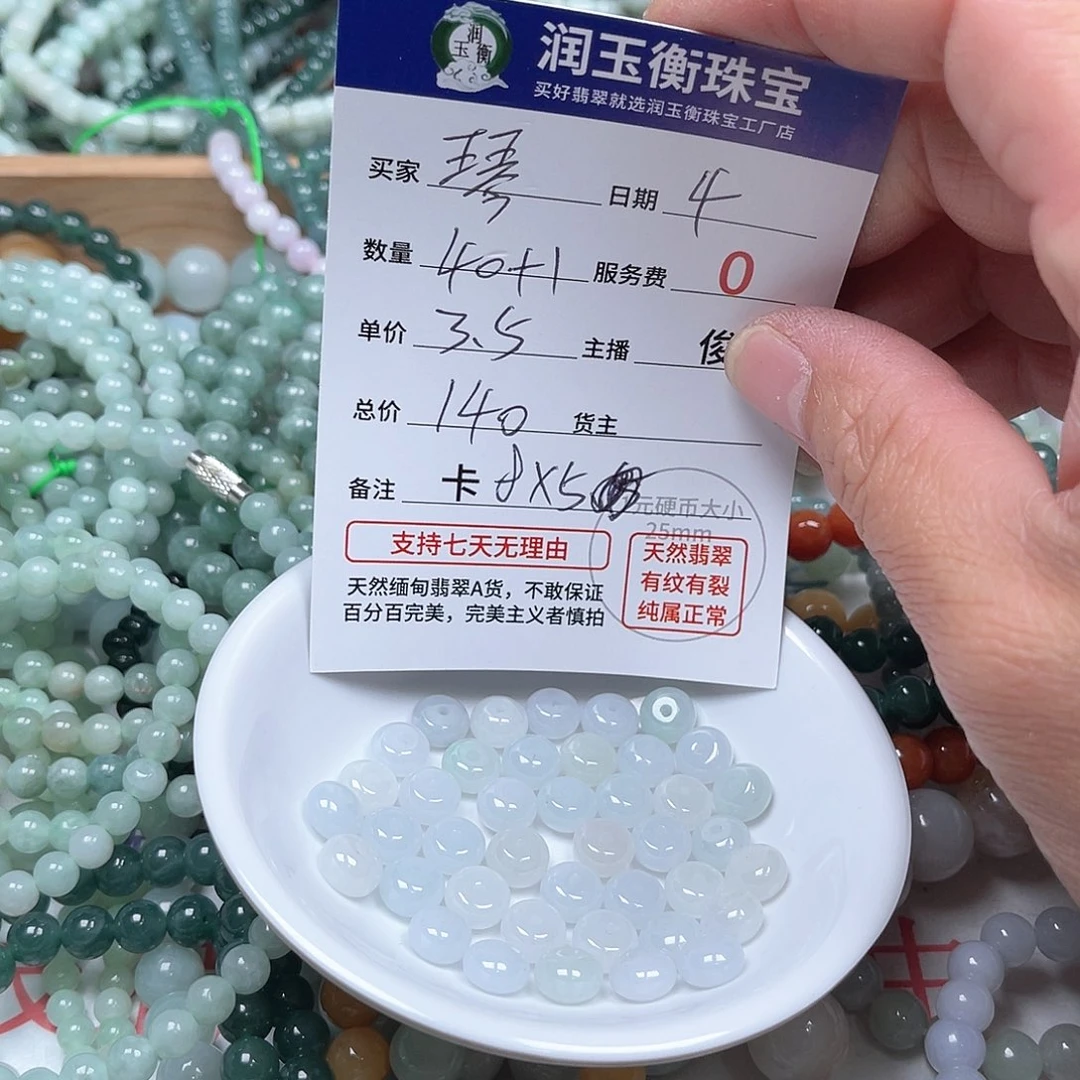 润玉衡
润玉衡珠宝
买好翡翠就选润玉衡珠宝工厂店
买家 琴 日期 4
数量 40+1 服务费 0
单价 3.5 主播 俊
总价 140 货主
备注 卡 8X5
元硬币大小
25mm
支持七天无理由
天然缅甸翡翠A货，不敢保证
百分百完美，完美主义者慎拍
天然翡翠
有纹有裂
纯属正常